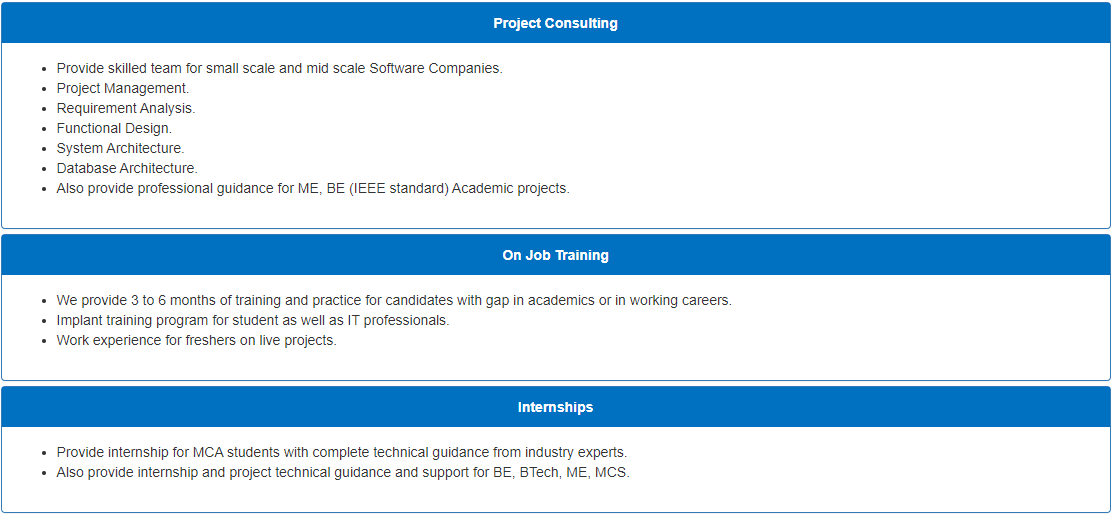 Project Consulting
Provide skilled team for small scale and mid scale Software Companies.
Project Management.
Requirement Analysis.
Functional Design.
System Architecture.
Database Architecture.
Also provide professional guidance for ME, BE (IEEE standard) Academic projects.
On Job Training
We provide 3 to 6 months of training and practice for candidates with gap in academics or in working careers.
Implant training program for student as well as IT professionals.
Work experience for freshers on live projects.
Internships
Provide internship for MCA students with complete technical guidance from industry experts.
Also provide internship and project technical guidance and support for BE, BTech, ME, MCS.